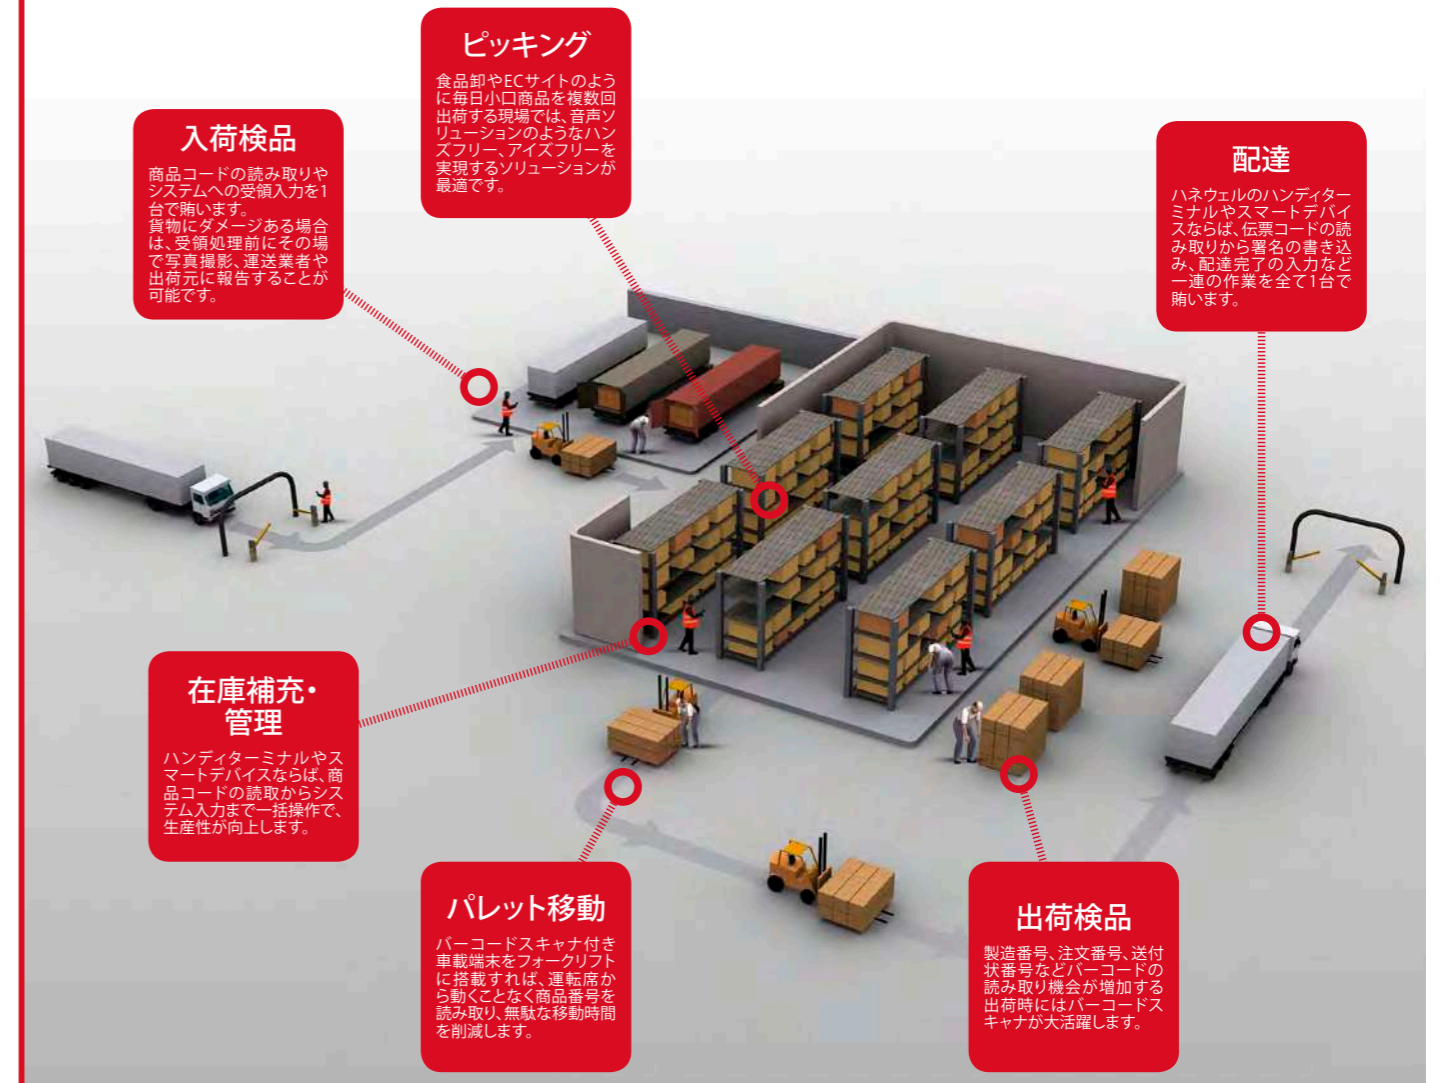 ピッキング
食品卸やECサイトのよう
に毎日小口商品を複数回
出荷する現場では、音声ソ
リューションのようなハン
ズフリー、アイズフリーを
実現するソリューションが
最適です。
入荷検品
商品コードの読み取りや
システムへの受領入力を1
台で賄います。
貨物にダメージある場合
は、受領処理前にその場
で写真撮影、運送業者や
出荷元に報告することが
可能です。
配達
ハネウェルのハンディター
ミナルやスマートデバイ
スならば、伝票コードの読
み取りから署名の書き込
み、配達完了の入力など
一連の作業を全て1台で
賄います。
在庫補充・
管理
ハンディターミナルやス
マートデバイスならば、商
品コードの読取からシス
テム入力まで一括操作で、
生産性が向上します。
パレット移動
バーコードスキャナ付き
車載端末をフォークリフト
に搭載すれば、運転席か
ら動くことなく商品番号を
読み取り、無駄な移動時間
を削減します。
出荷検品
製造番号、注文番号、送付
状番号などバーコードの
読み取り機会が増加する
出荷時にはバーコードス
キャナが大活躍します。